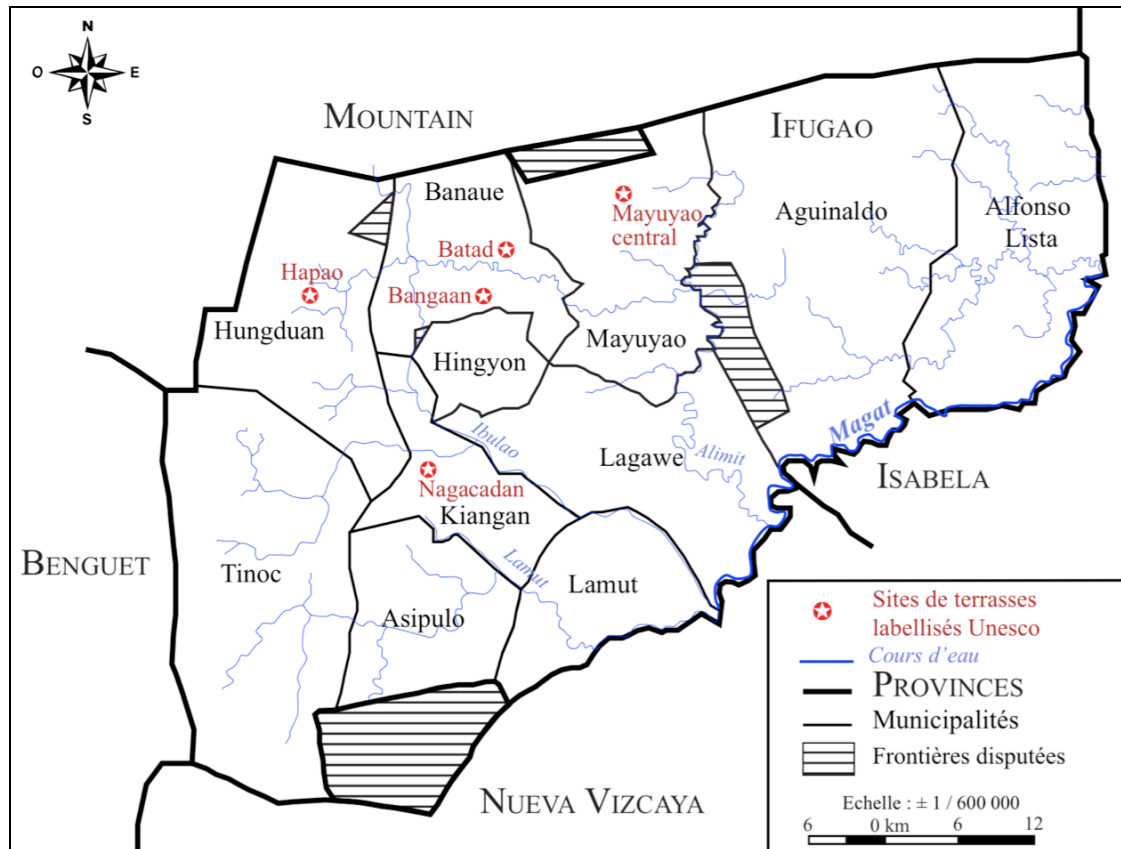 N
O
E
S
MOUNTAIN
IFUGAO
Banaue
Mayuyao
central
Aguinaldo
Alfonso
Lista
Batad
Hapao
Bangaan
Hungduan
Mayuyao
Hingyon
Magat
Ibulao
Lagawe
Alimit
ISABELA
Nagacadan
Kiangan
BENGUET
Tinoc
Lamut
Lamut
Asipulo
NUEVA VIZCAYA
Sites de terrasses
labellisés Unesco
Cours d'eau
PROVINCES
Municipalités
Frontières disputées
Echelle : ± 1 / 600 000
6 0 km 6 12